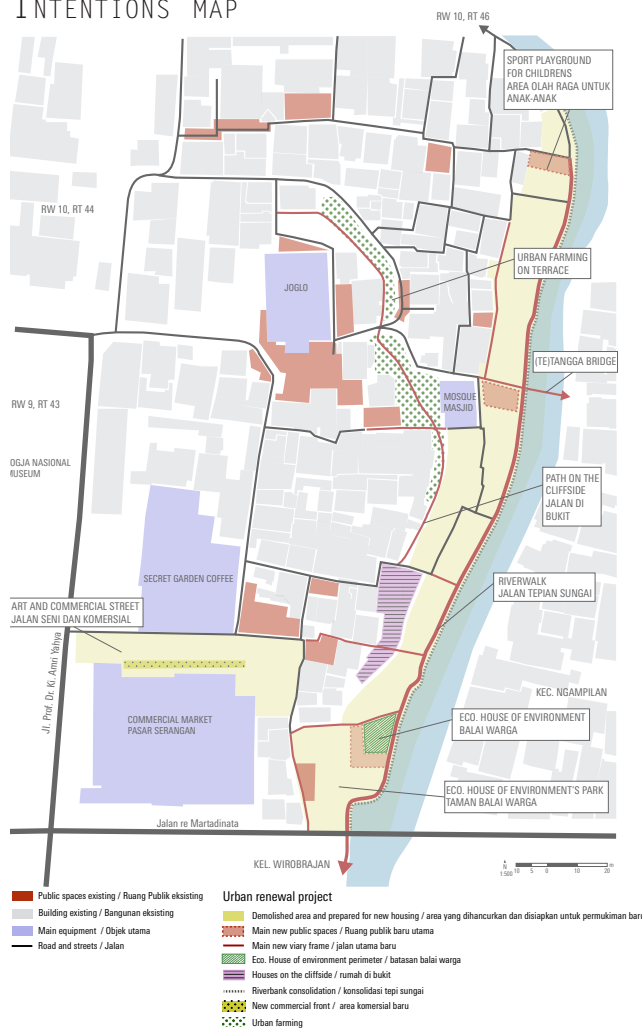 INTENTIONS MAP
RW 10, RT 46
SPORT PLAYGROUND
FOR CHILDRENS
AREA OLAH RAGA UNTUK
ANAK-ANAK
RW 10, RT 44
URBAN FARMING
ON TERRACE
JOGLO
(TE)TANGGA BRIDGE
RW 9, RT 43
MOSQUE
MASJID
OGJA NASIONAL
MUSEUM
PATH ON THE
CLIFFSIDE
JALAN DI
BUKIT
SECRET GARDEN COFFEE
RIVERWALK
JALAN TEPIAN SUNGAI
ART AND COMMERCIAL STREET
JALAN SENI DAN KOMERSIAL
Jl. Prof. Dr. Ki. Amri Yahya
KEC. NGAMPILAN
COMMERCIAL MARKET
PASAR SERANGAN
ECO. HOUSE OF ENVIRONMENT
BALAI WARGA
ECO. HOUSE OF ENVIRONMENT'S PARK
TAMAN BALAI WARGA
Jalan re Martadinata
KEL. WIROBRAJAN
N
1:500
10 5 0 10 20
Public spaces existing / Ruang Publik eksisting
Building existing / Bangunan eksisting
Main equipment / Objek utama
Road and streets / Jalan
Urban renewal project
Demolished area and prepared for new housing / area yang dihancurkan dan disiapkan untuk permukiman baru
Main new public spaces / Ruang publik baru utama
Main new viary frame / jalan utama baru
Eco. House of environment perimeter / batasan balai warga
Houses on the cliffside / rumah di bukit
Riverbank consolidation / konsolidasi tepi sungai
New commercial front / area komersial baru
Urban farming